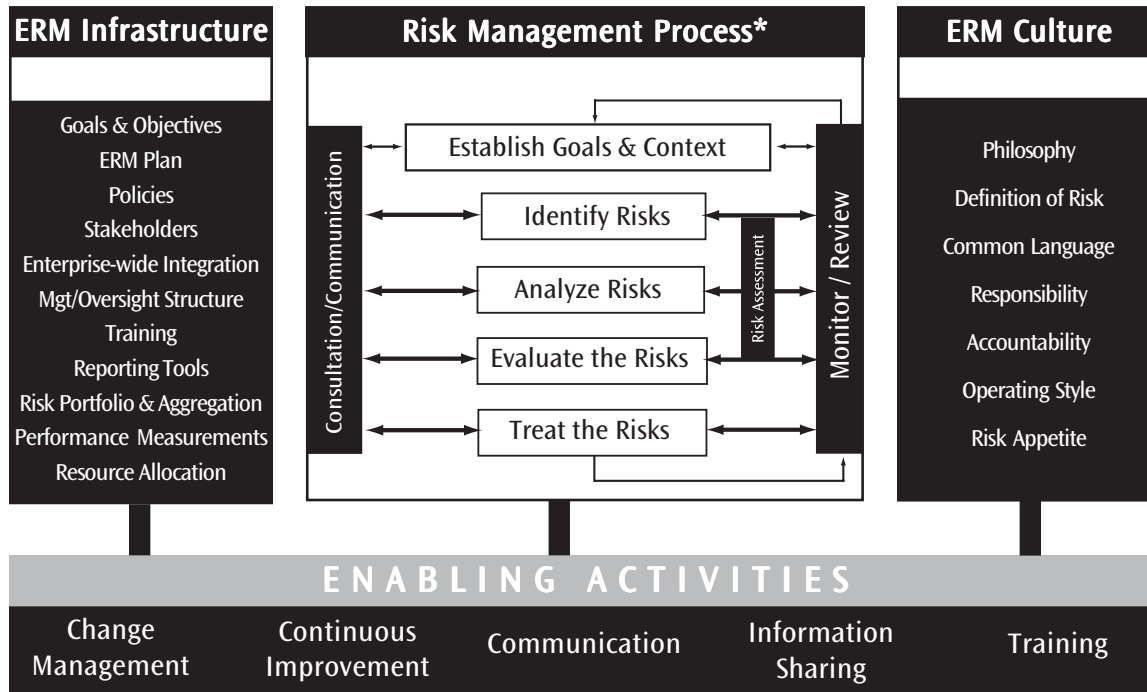 ERM Infrastructure
Goals & Objectives
ERM Plan
Policies
Stakeholders
Enterprise-wide Integration
Mgt/Oversight Structure
Training
Reporting Tools
Risk Portfolio & Aggregation
Performance Measurements
Resource Allocation
Risk Management Process*
Consultation/Communication
Establish Goals & Context
Identify Risks
Analyze Risks
Evaluate the Risks
Treat the Risks
Risk Assessment
Monitor / Review
ERM Culture
Philosophy
Definition of Risk
Common Language
Responsibility
Accountability
Operating Style
Risk Appetite
ENABLING ACTIVITIES
Change
Management
Continuous
Improvement
Communication
Information
Sharing
Training